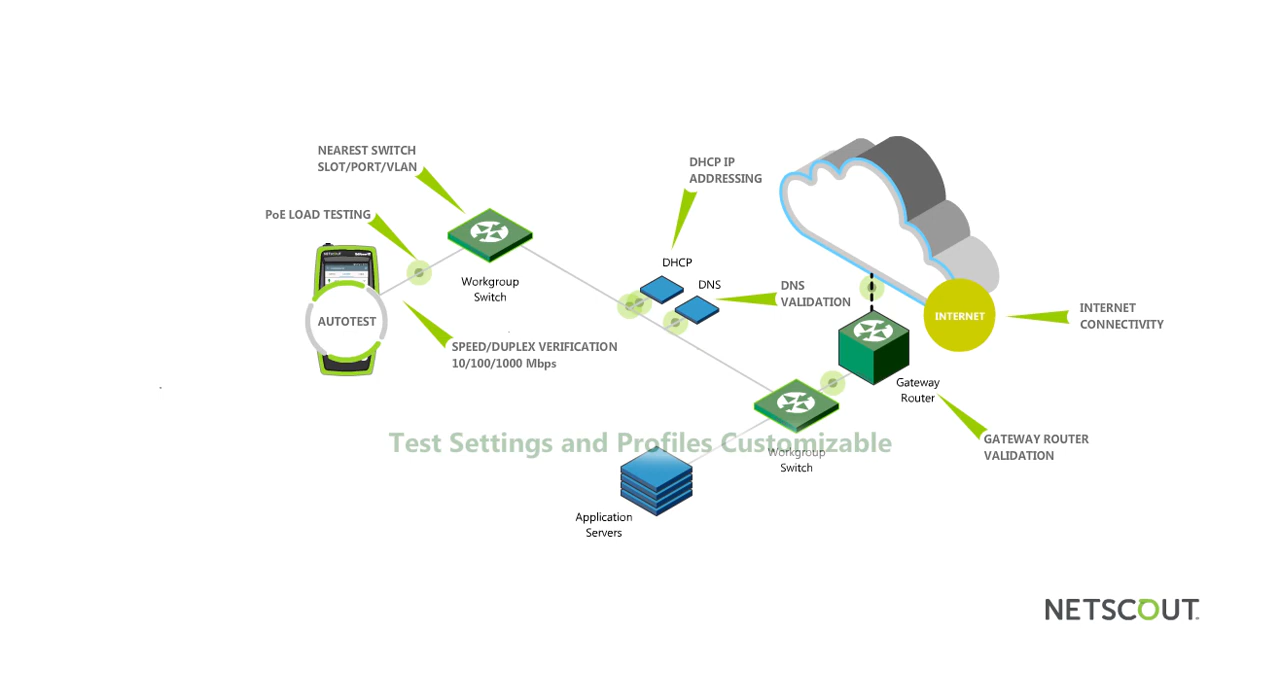 NEAREST SWITCH
SLOT/PORT/VLAN
PoE LOAD TESTING
NETSCOUT
AUTOTEST
Workgroup
Switch
SPEED/DUPLEX VERIFICATION
10/100/1000 Mbps
DHCP IP
ADDRESSING
DHCP
DNS
DNS
VALIDATION
INTERNET
INTERNET
CONNECTIVITY
Gateway
Router
GATEWAY ROUTER
VALIDATION
Test Settings and Profiles Customizable
Workgroup
Switch
Application
Servers
NETSCOUT